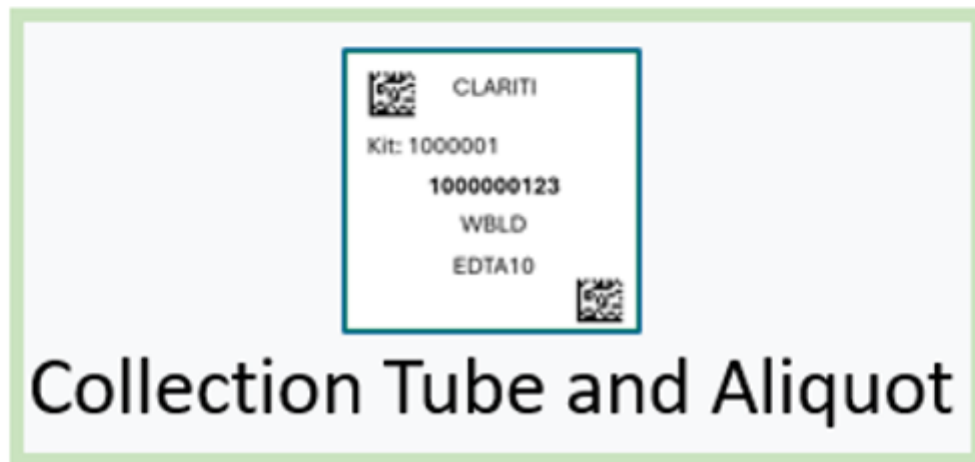 CLARITI
Kit: 1000001
1000000123
WBLD
EDTA10
Collection Tube and Aliquot